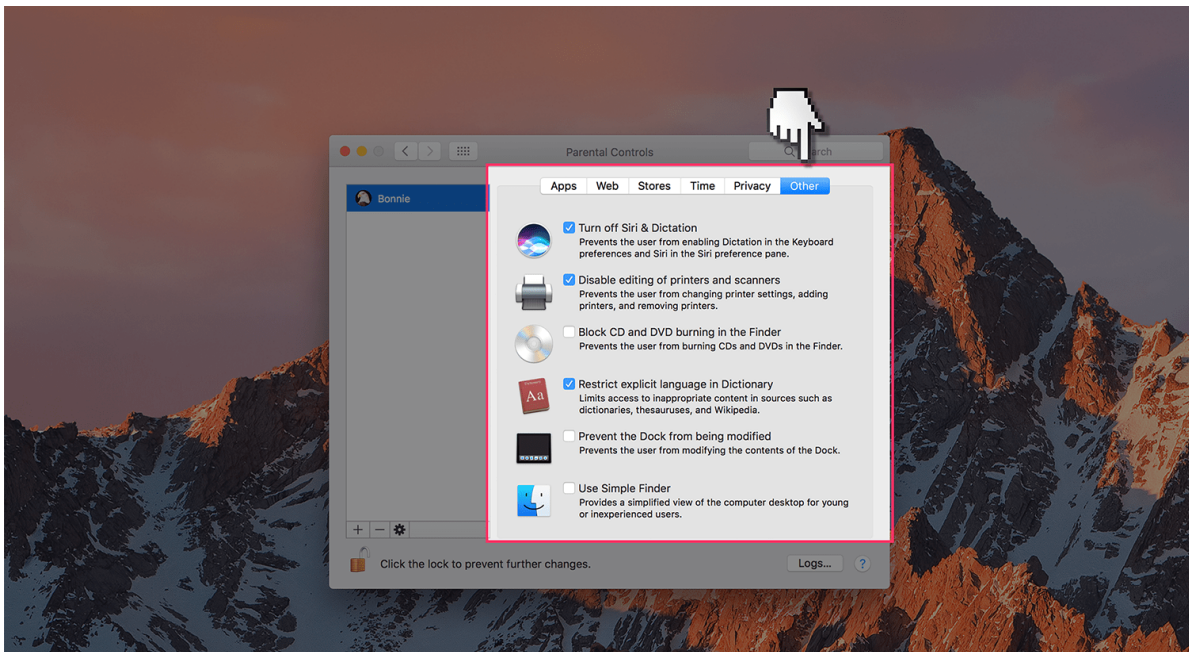 Parental Controls
arch
Apps Web Stores Time Privacy Other
Bonnie
Turn off Siri & Dictation
Prevents the user from enabling Dictation in the Keyboard
preferences and Siri in the Siri preference pane.
Disable editing of printers and scanners
Prevents the user from changing printer settings, adding
printers, and removing printers.
Block CD and DVD burning in the Finder
Prevents the user from burning CDs and DVDs in the Finder.
Aa
Restrict explicit language in Dictionary
Limits access to inappropriate content in sources such as
dictionaries, thesauruses, and Wikipedia.
Prevent the Dock from being modified
Prevents the user from modifying the contents of the Dock.
Use Simple Finder
Provides a simplified view of the computer desktop for young
or inexperienced users.
Click the lock to prevent further changes.
Logs... ?